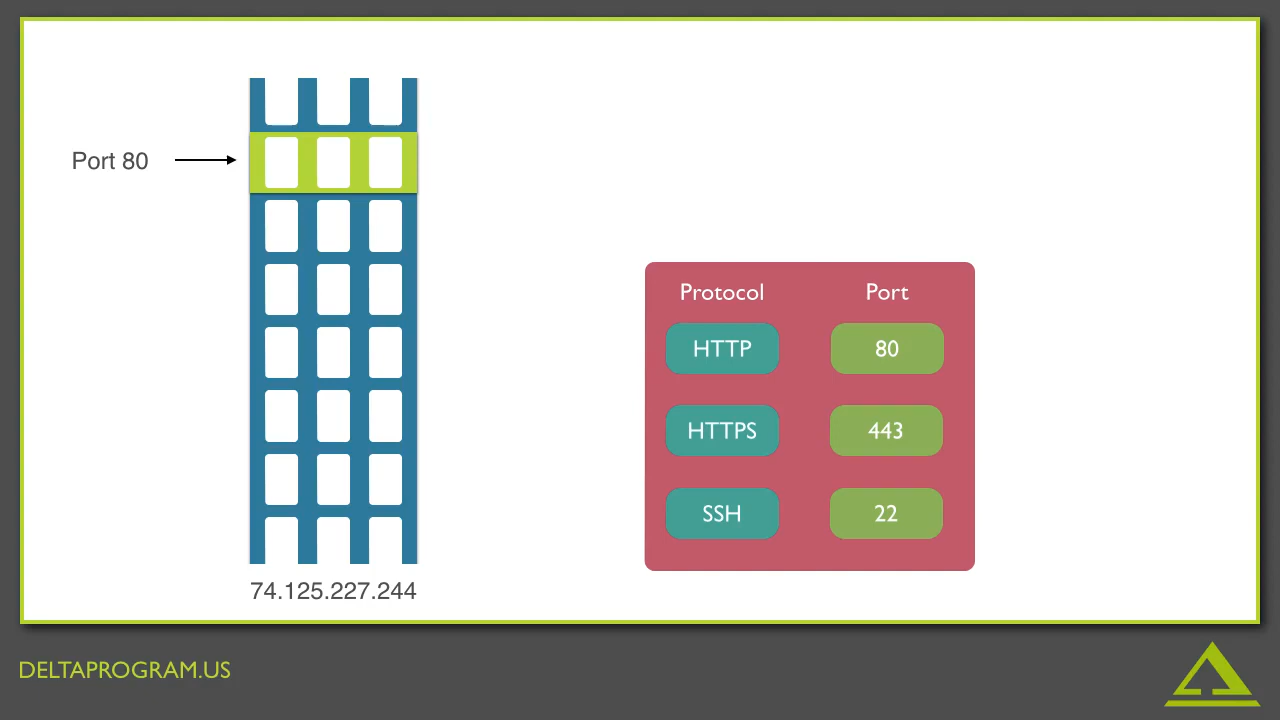 Port 80
74.125.227.244
Protocol Port
HTTP 80
HTTPS 443
SSH 22
DELTAPROGRAM.US